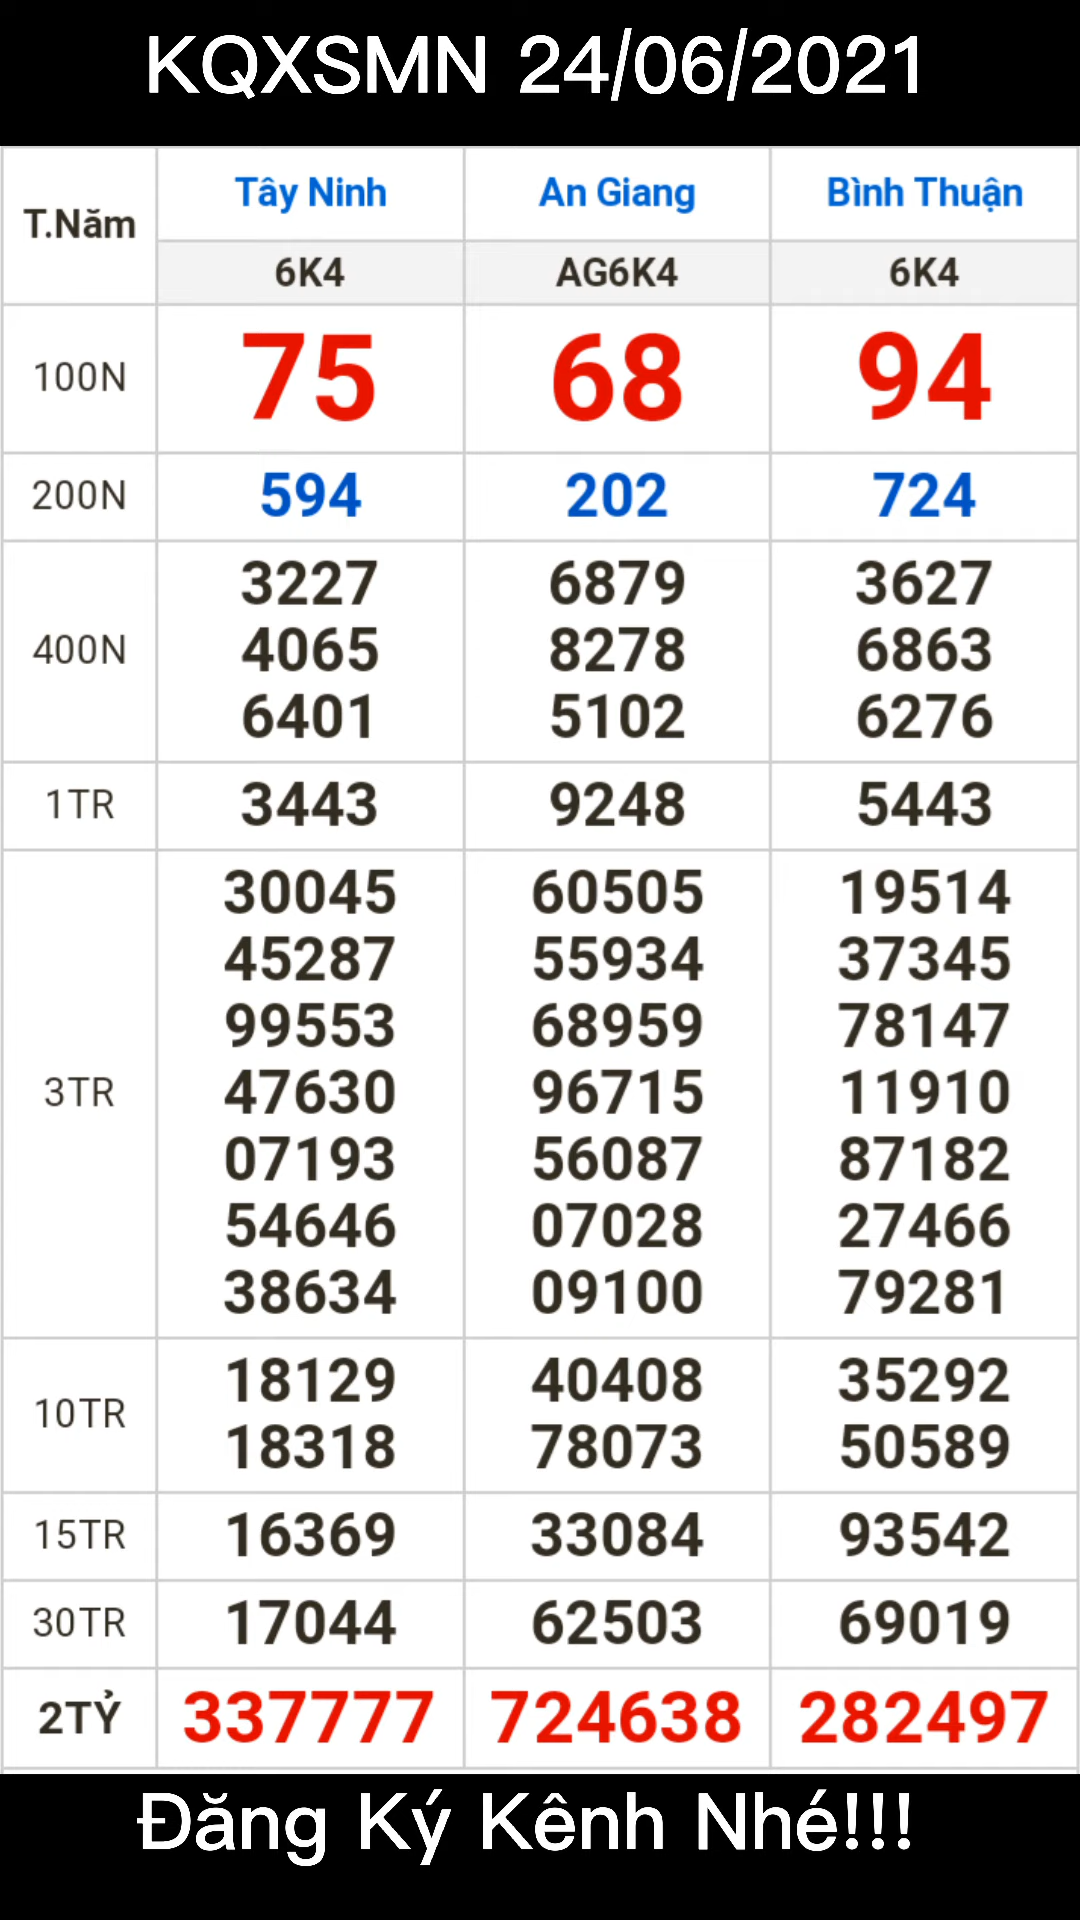 KQXSMN 24/06/2021
T.Năm Tây Ninh An Giang Bình Thuận
6K4 AG6K4 6K4
100N 75 68 94
200N 594 202 724
400N 3227 6879 3627
4065 8278 6863
6401 5102 6276
1TR 3443 9248 5443
3TR 30045 60505 19514
45287 55934 37345
99553 68959 78147
47630 96715 11910
07193 56087 87182
54646 07028 27466
38634 09100 79281
10TR 18129 40408 35292
18318 78073 50589
15TR 16369 33084 93542
30TR 17044 62503 69019
2TỶ 337777 724638 282497
Đăng Ký Kênh Nhé!!!